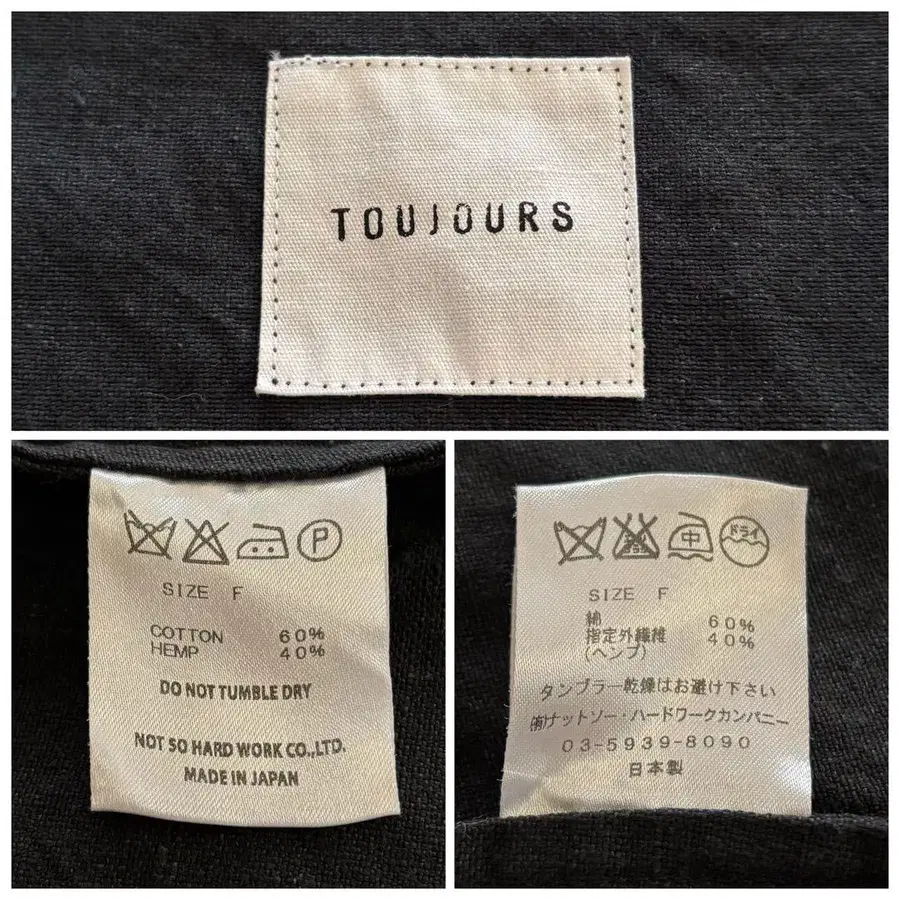 TOUJOURS
P
SIZE F
COTTON 60%
HEMP 40%
DO NOT TUMBLE DRY
NOT SO HARD WORK CO.,LTD.
MADE IN JAPAN
中 ドライ
SIZE F
綿 60%
指定外繊維 40%
(ヘンプ)
タンブラー乾燥はお避け下さい
㈲ナットソー・ハードワークカンパニー
03-5939-8090
日本製